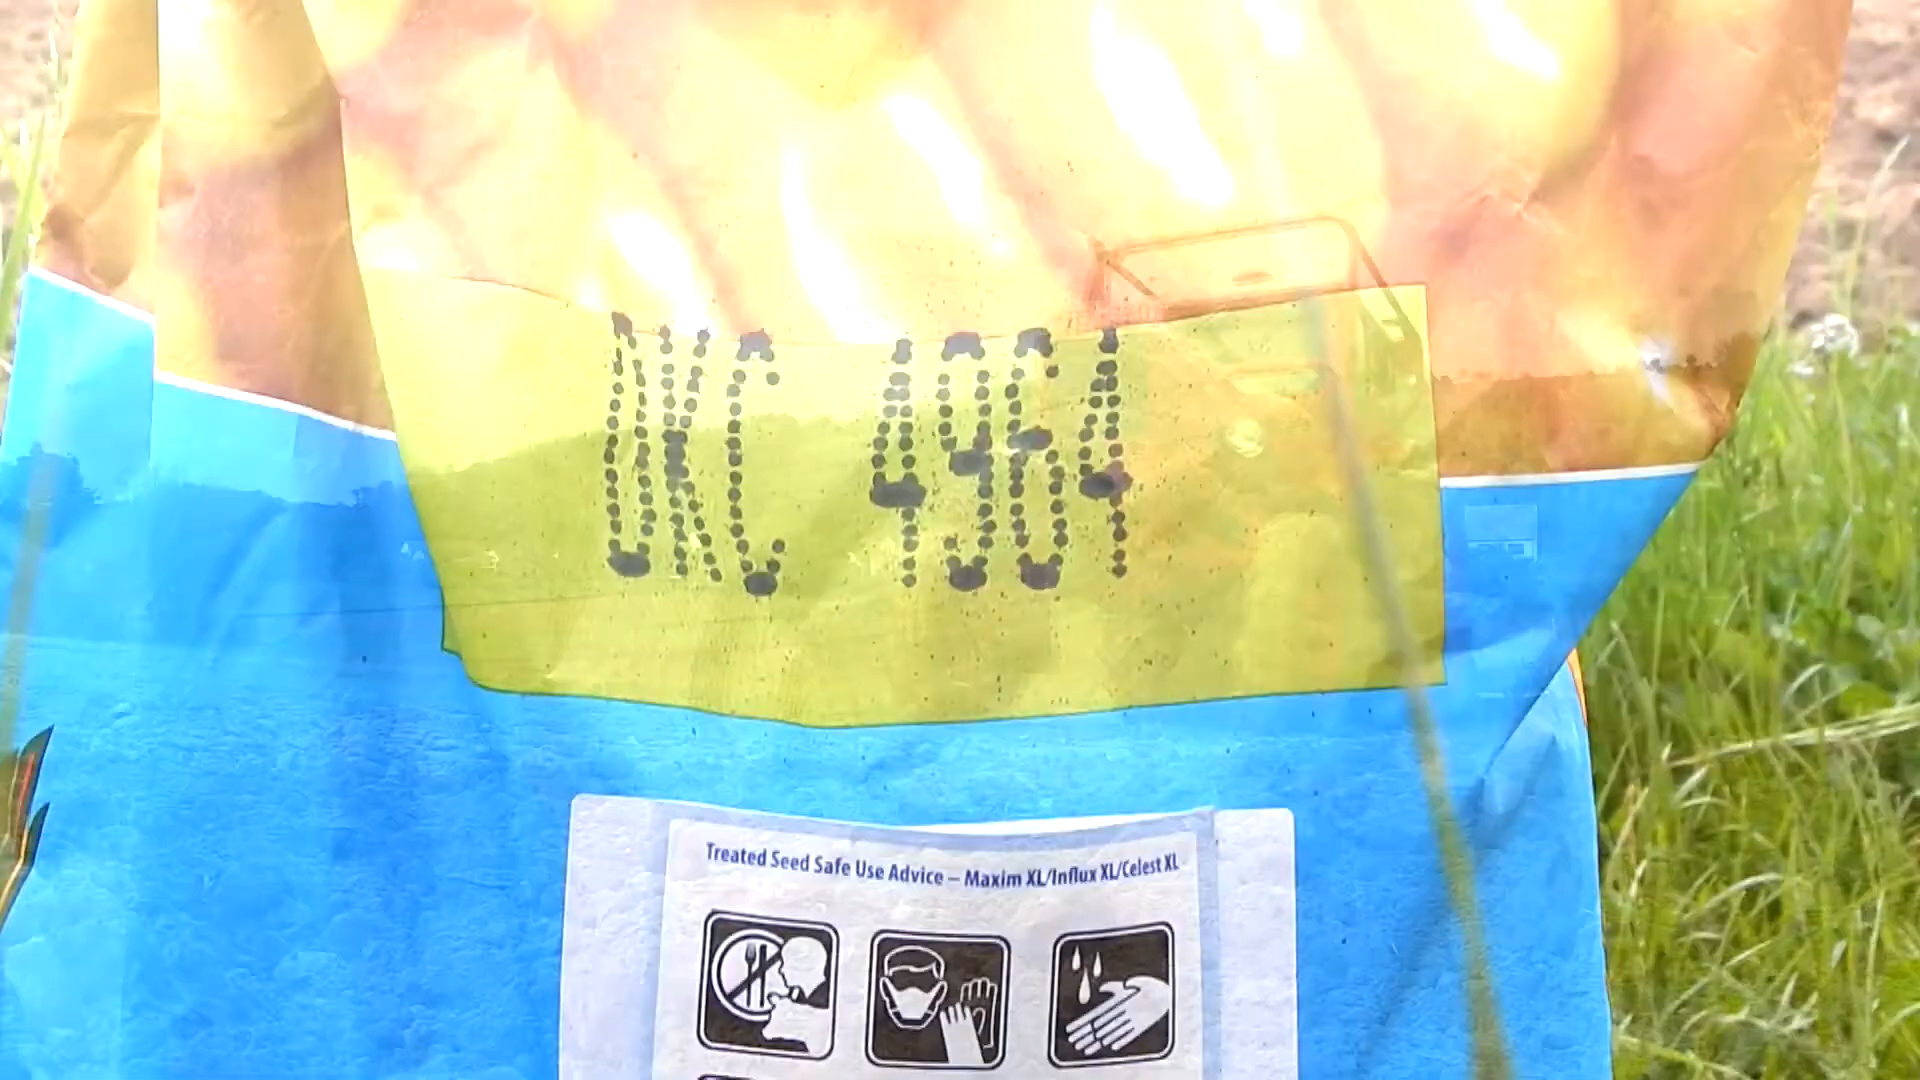 DKC 4964
Treated Seed Safe Use Advice – Maxim XL/Influx XL/Celest XL